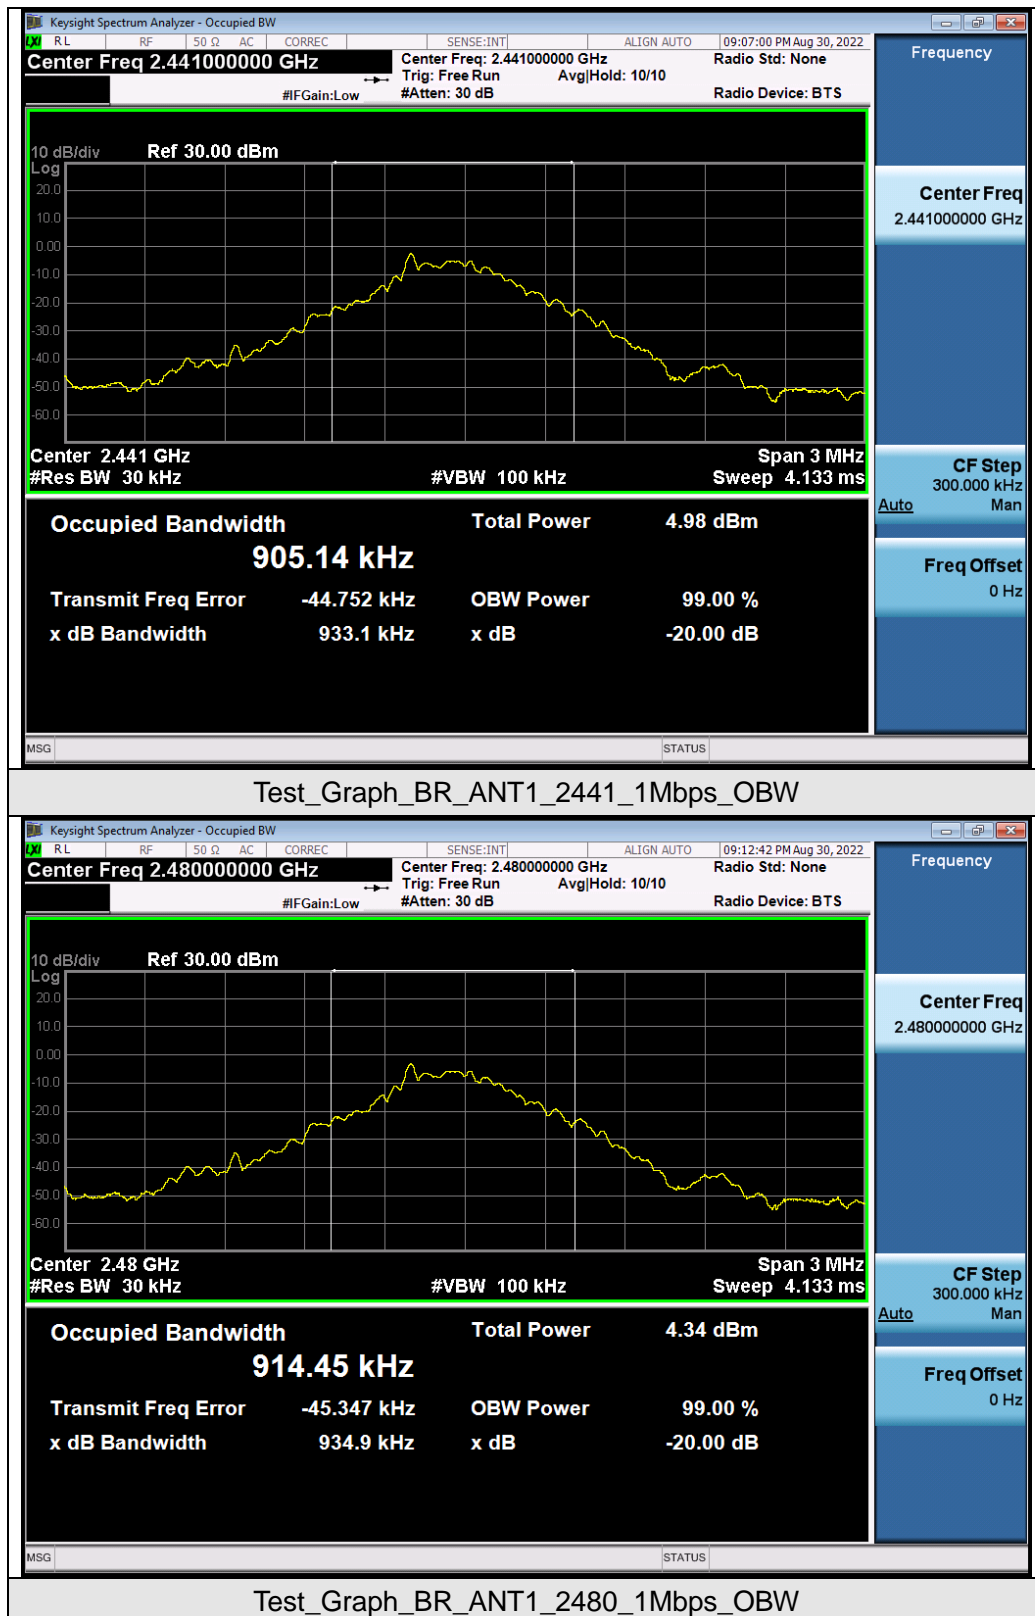 Keysight Spectrum Analyzer - Occupied BW
LXI RL RF 50 Ω AC CORREC SENSE:INT ALIGN AUTO 09:07:00 PM Aug 30, 2022
Center Freq 2.441000000 GHz
Center Freq: 2.441000000 GHz Radio Std: None
Trig: Free Run Avg|Hold: 10/10
#IFGain:Low #Atten: 30 dB Radio Device: BTS
Frequency
10 dB/div Ref 30.00 dBm
Log
20.0
10.0
0.00
-10.0
-20.0
-30.0
-40.0
-50.0
-60.0
Center Freq
2.441000000 GHz
Center 2.441 GHz Span 3 MHz
#Res BW 30 kHz #VBW 100 kHz Sweep 4.133 ms
CF Step
300.000 kHz
Auto Man
Occupied Bandwidth Total Power 4.98 dBm
905.14 kHz
Transmit Freq Error -44.752 kHz OBW Power 99.00 %
x dB Bandwidth 933.1 kHz x dB -20.00 dB
Freq Offset
0 Hz
MSG STATUS
Test_Graph_BR_ANT1_2441_1Mbps_OBW
Keysight Spectrum Analyzer - Occupied BW
LXI RL RF 50 Ω AC CORREC SENSE:INT ALIGN AUTO 09:12:42 PM Aug 30, 2022
Center Freq 2.480000000 GHz
Center Freq: 2.480000000 GHz Radio Std: None
Trig: Free Run Avg|Hold: 10/10
#IFGain:Low #Atten: 30 dB Radio Device: BTS
Frequency
10 dB/div Ref 30.00 dBm
Log
20.0
10.0
0.00
-10.0
-20.0
-30.0
-40.0
-50.0
-60.0
Center Freq
2.480000000 GHz
Center 2.48 GHz Span 3 MHz
#Res BW 30 kHz #VBW 100 kHz Sweep 4.133 ms
CF Step
300.000 kHz
Auto Man
Occupied Bandwidth Total Power 4.34 dBm
914.45 kHz
Transmit Freq Error -45.347 kHz OBW Power 99.00 %
x dB Bandwidth 934.9 kHz x dB -20.00 dB
Freq Offset
0 Hz
MSG STATUS
Test_Graph_BR_ANT1_2480_1Mbps_OBW